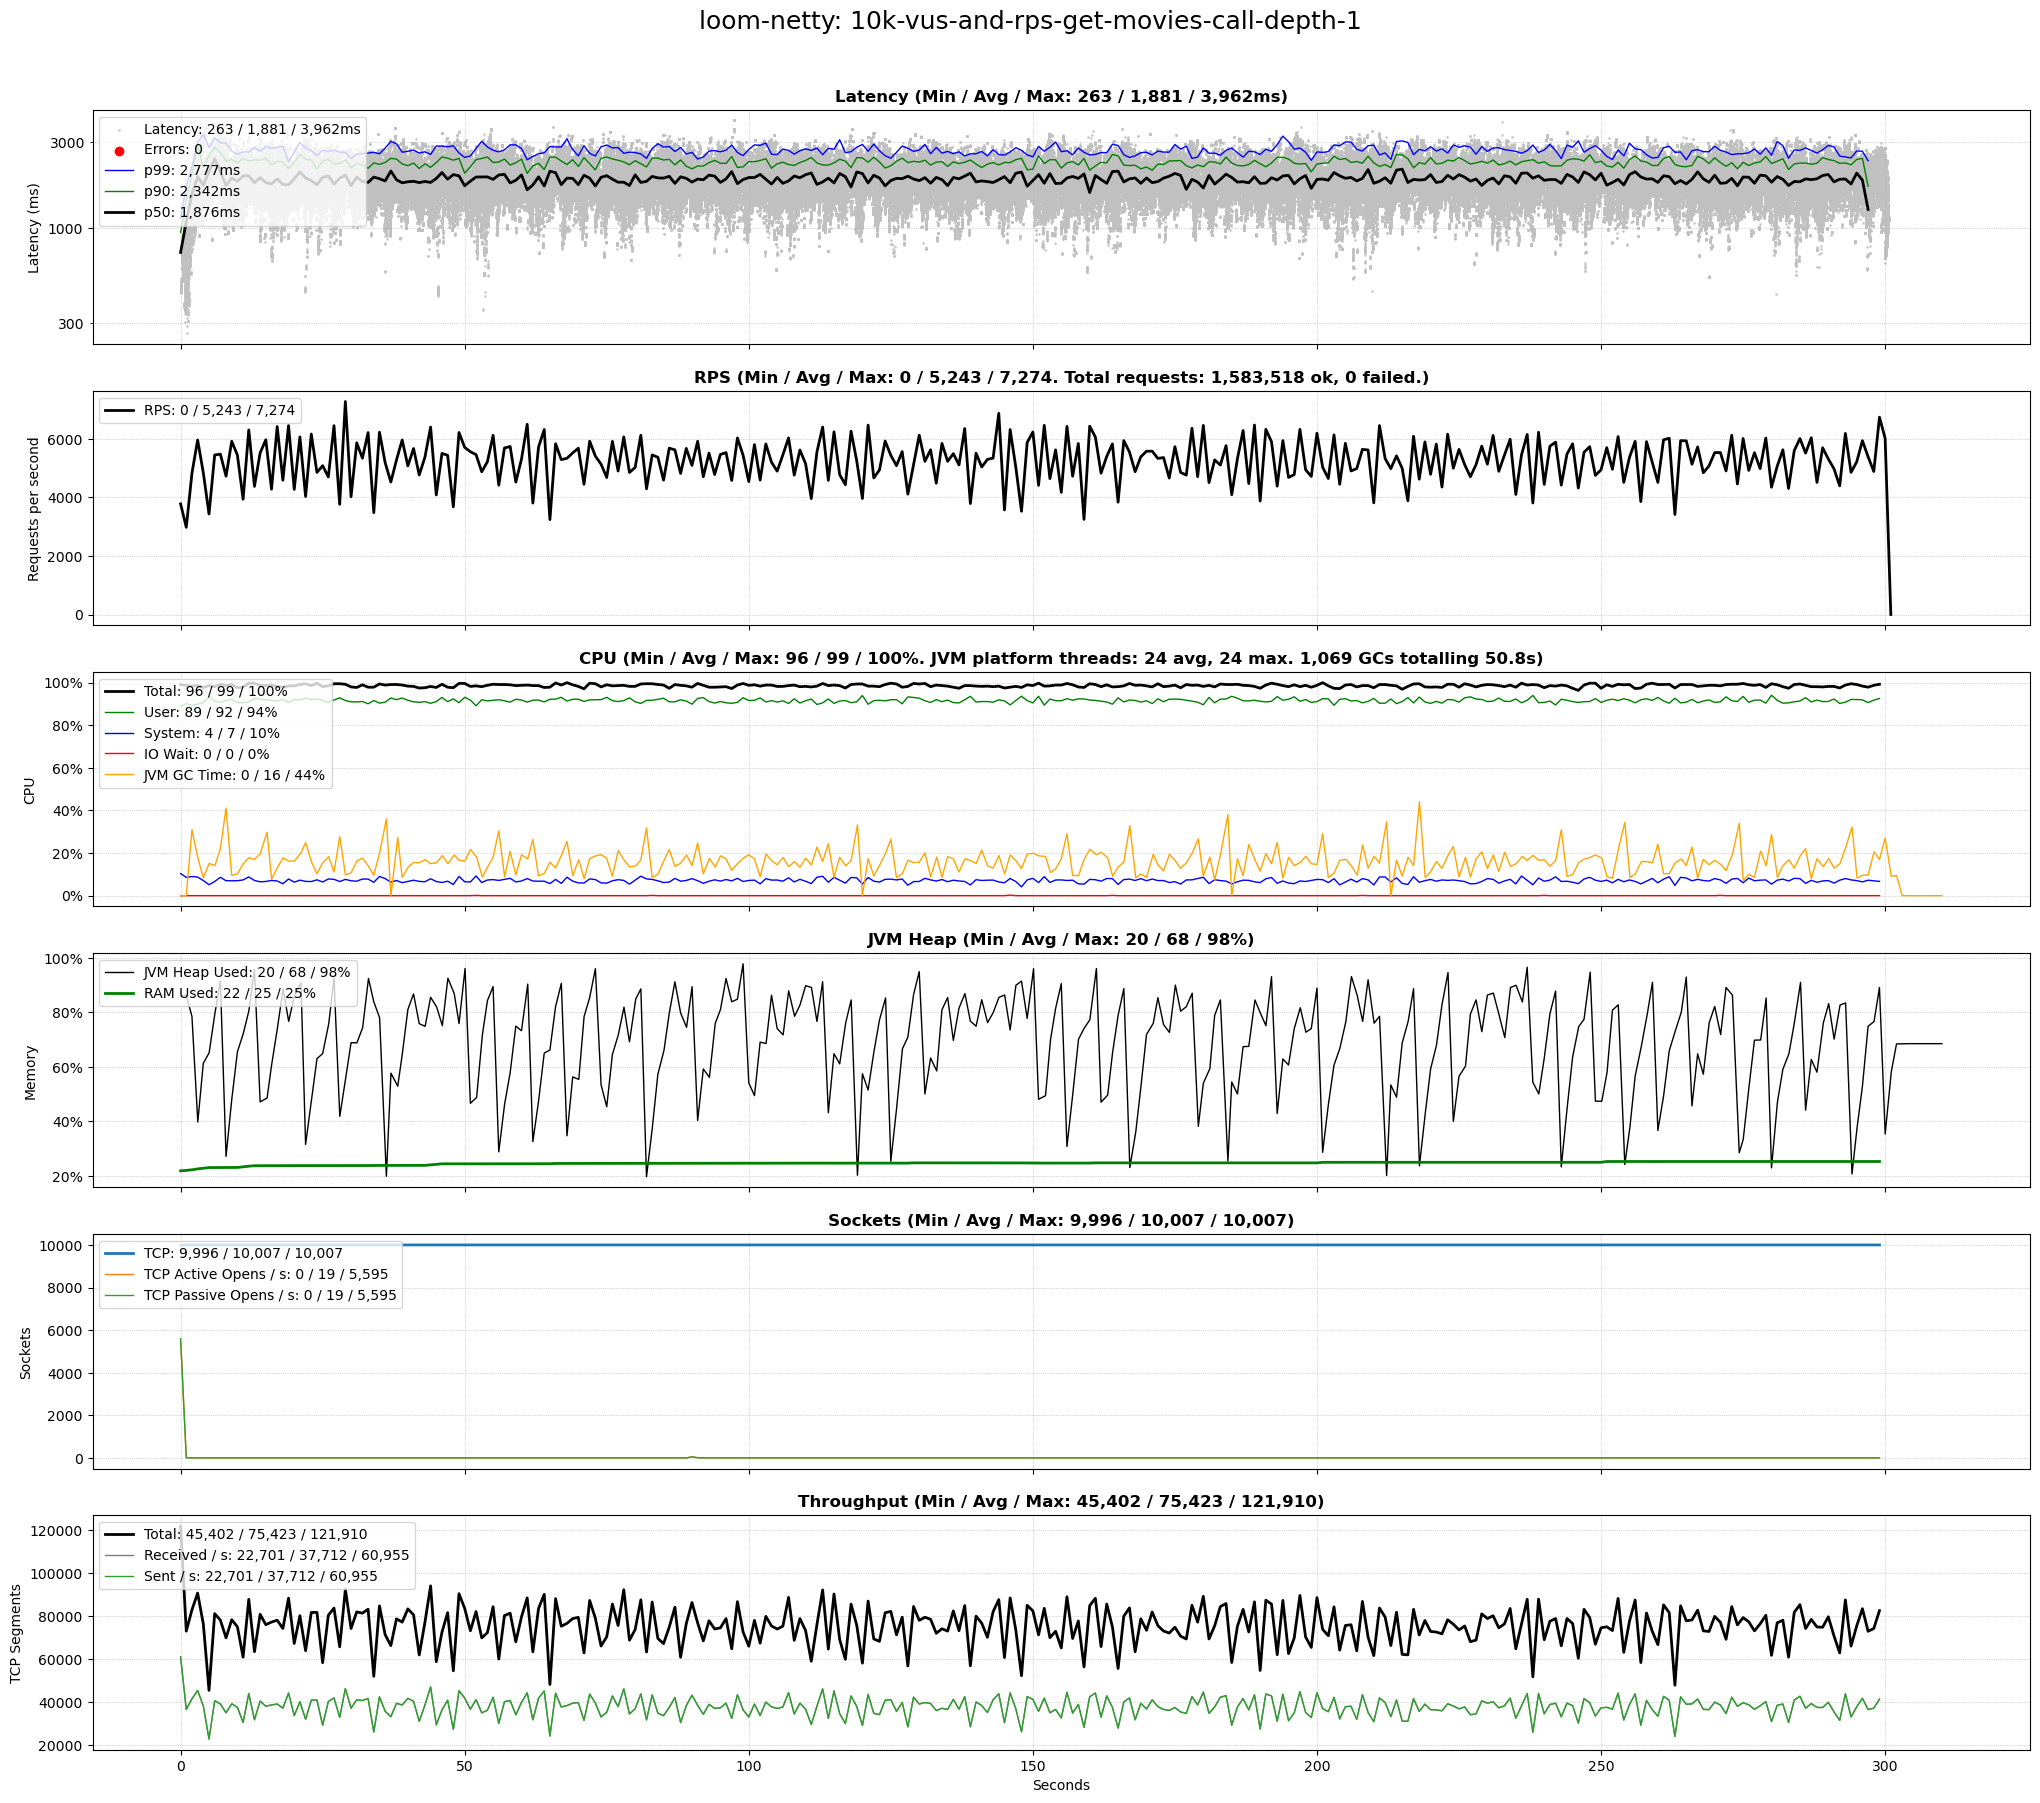 loom-netty: 10k-vus-and-rps-get-movies-call-depth-1
Latency (Min / Avg / Max: 263 / 1,881 / 3,962ms)
Latency (ms)
3000
1000
300
Latency: 263 / 1,881 / 3,962ms
Errors: 0
p99: 2,777ms
p90: 2,342ms
p50: 1,876ms
RPS (Min / Avg / Max: 0 / 5,243 / 7,274. Total requests: 1,583,518 ok, 0 failed.)
Requests per second
6000
4000
2000
0
RPS: 0 / 5,243 / 7,274
CPU (Min / Avg / Max: 96 / 99 / 100%. JVM platform threads: 24 avg, 24 max. 1,069 GCs totalling 50.8s)
CPU
100%
80%
60%
40%
20%
0%
Total: 96 / 99 / 100%
User: 89 / 92 / 94%
System: 4 / 7 / 10%
IO Wait: 0 / 0 / 0%
JVM GC Time: 0 / 16 / 44%
JVM Heap (Min / Avg / Max: 20 / 68 / 98%)
Memory
100%
80%
60%
40%
20%
JVM Heap Used: 20 / 68 / 98%
RAM Used: 22 / 25 / 25%
Sockets (Min / Avg / Max: 9,996 / 10,007 / 10,007)
Sockets
10000
8000
6000
4000
2000
0
TCP: 9,996 / 10,007 / 10,007
TCP Active Opens / s: 0 / 19 / 5,595
TCP Passive Opens / s: 0 / 19 / 5,595
Throughput (Min / Avg / Max: 45,402 / 75,423 / 121,910)
TCP Segments
120000
100000
80000
60000
40000
20000
Total: 45,402 / 75,423 / 121,910
Received / s: 22,701 / 37,712 / 60,955
Sent / s: 22,701 / 37,712 / 60,955
0 50 100 150 200 250 300
Seconds